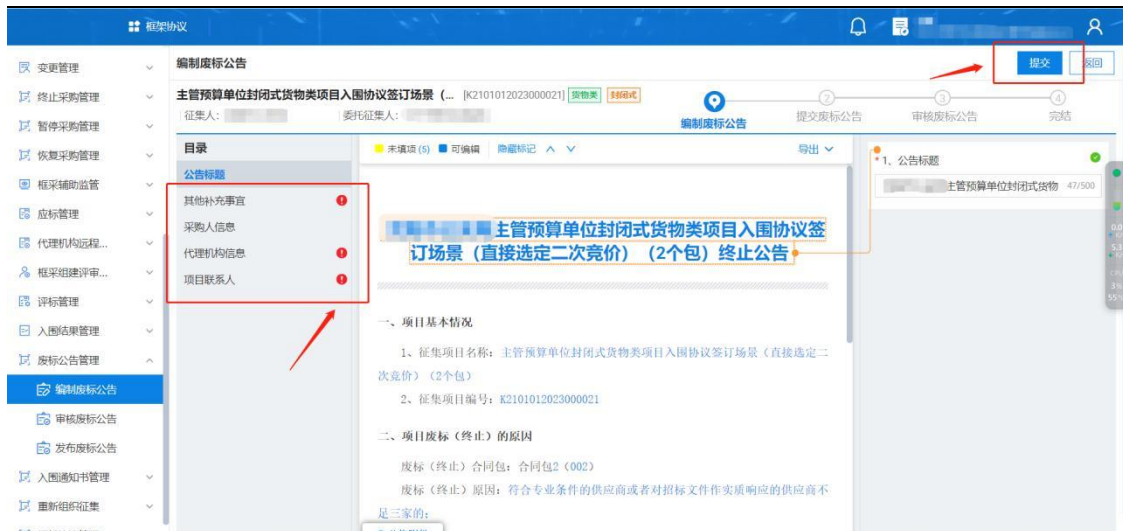 框架协议
变更管理
终止采购管理
暂停采购管理
恢复采购管理
框采辅助监管
应标管理
代理机构远程...
框采组建评审...
评标管理
入围结果管理
废标公告管理
编制废标公告
审核废标公告
发布废标公告
入围通知书管理
重新组织征集
编制废标公告
提交
返回
主管预算单位封闭式货物类项目入围协议签订场景（... [K2101012023000021] 货物类 封闭式
征集人：
委托征集人：
编制废标公告
2 提交废标公告
3 审核废标公告
4 完结
目录
公告标题
其他补充事宜
采购人信息
代理机构信息
项目联系人
未填项 (5) 可编辑 隐藏标记 导出
主管预算单位封闭式货物类项目入围协议签
订场景（直接选定二次竞价）（2个包）终止公告
一、项目基本情况
1、征集项目名称：主管预算单位封闭式货物类项目入围协议签订场景（直接选定二
次竞价）（2个包）
2、征集项目编号：K2101012023000021
二、项目废标（终止）的原因
废标（终止）合同包：合同包2（002）
废标（终止）原因：符合专业条件的供应商或者对招标文件作实质响应的供应商不
足三家的；
* 1、公告标题
主管预算单位封闭式货物 47/500